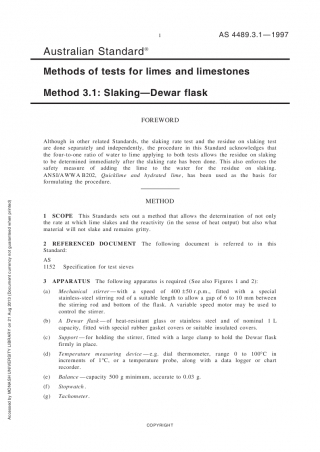 1
AS 4489.3.1—1997
Australian Standard®
Methods of tests for limes and limestones
Method 3.1: Slaking—Dewar flask
FOREWORD
Although in other related Standards, the slaking rate test and the residue on slaking test
are done separately and independently, the procedure in this Standard acknowledges that
the four-to-one ratio of water to lime applying to both tests allows the residue on slaking
to be determined immediately after the slaking rate has been done. This also enforces the
safety measure of adding the lime to the water for the residue on slaking.
ANSI/AWWA B202, Quicklime and hydrated lime, has been used as the basis for
formulating the procedure.
METHOD
1 SCOPE This Standards sets out a method that allows the determination of not only
the rate at which lime slakes and the reactivity (in the sense of heat output) but also what
material will not slake and remains gritty.
2 REFERENCED DOCUMENT The following document is referred to in this
Standard:
AS
1152 Specification for test sieves
3 APPARATUS The following apparatus is required (See also Figures 1 and 2):
(a) Mechanical stirrer—with a speed of 400 ±50 r.p.m., fitted with a special
stainless-steel stirring rod of a suitable length to allow a gap of 6 to 10 mm between
the stirring rod and bottom of the flask. A variable speed motor may be used to
control the stirrer.
(b) A Dewar flask—of heat-resistant glass or stainless steel and of nominal 1 L
capacity, fitted with special rubber gasket covers or suitable insulated covers.
(c) Support—for holding the stirrer, fitted with a large clamp to hold the Dewar flask
firmly in place.
(d) Temperature measuring device—e.g. dial thermometer, range 0 to 100°C in
increments of 1°C, or a temperature probe, along with a data logger or chart
recorder.
(e) Balance—capacity 500 g minimum, accurate to 0.05 g.
(f) Stopwatch.
(g) Tachometer.
COPYRIGHT
Accessed by MONASH UNIVERSITY LIBRARY on 21 Aug 2013 (Document currency not guaranteed when printed)